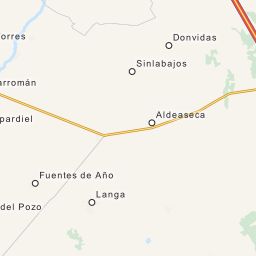 Donvidas
orres
Sinlabajos
arromán
Aldeaseca
pardiel
Fuentes de Año
Langa
del Pozo